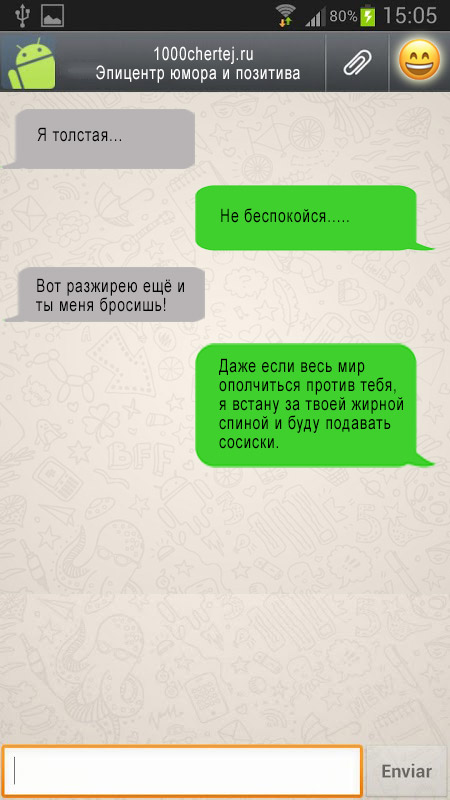 80% 15:05
1000chertej.ru
Эпицентр юмора и позитива
Я толстая...
Не беспокойся.....
Вот разжирею ещё и
ты меня бросишь!
Даже если весь мир
ополчиться против тебя,
я встану за твоей жирной
спиной и буду подавать
сосиски.
Enviar